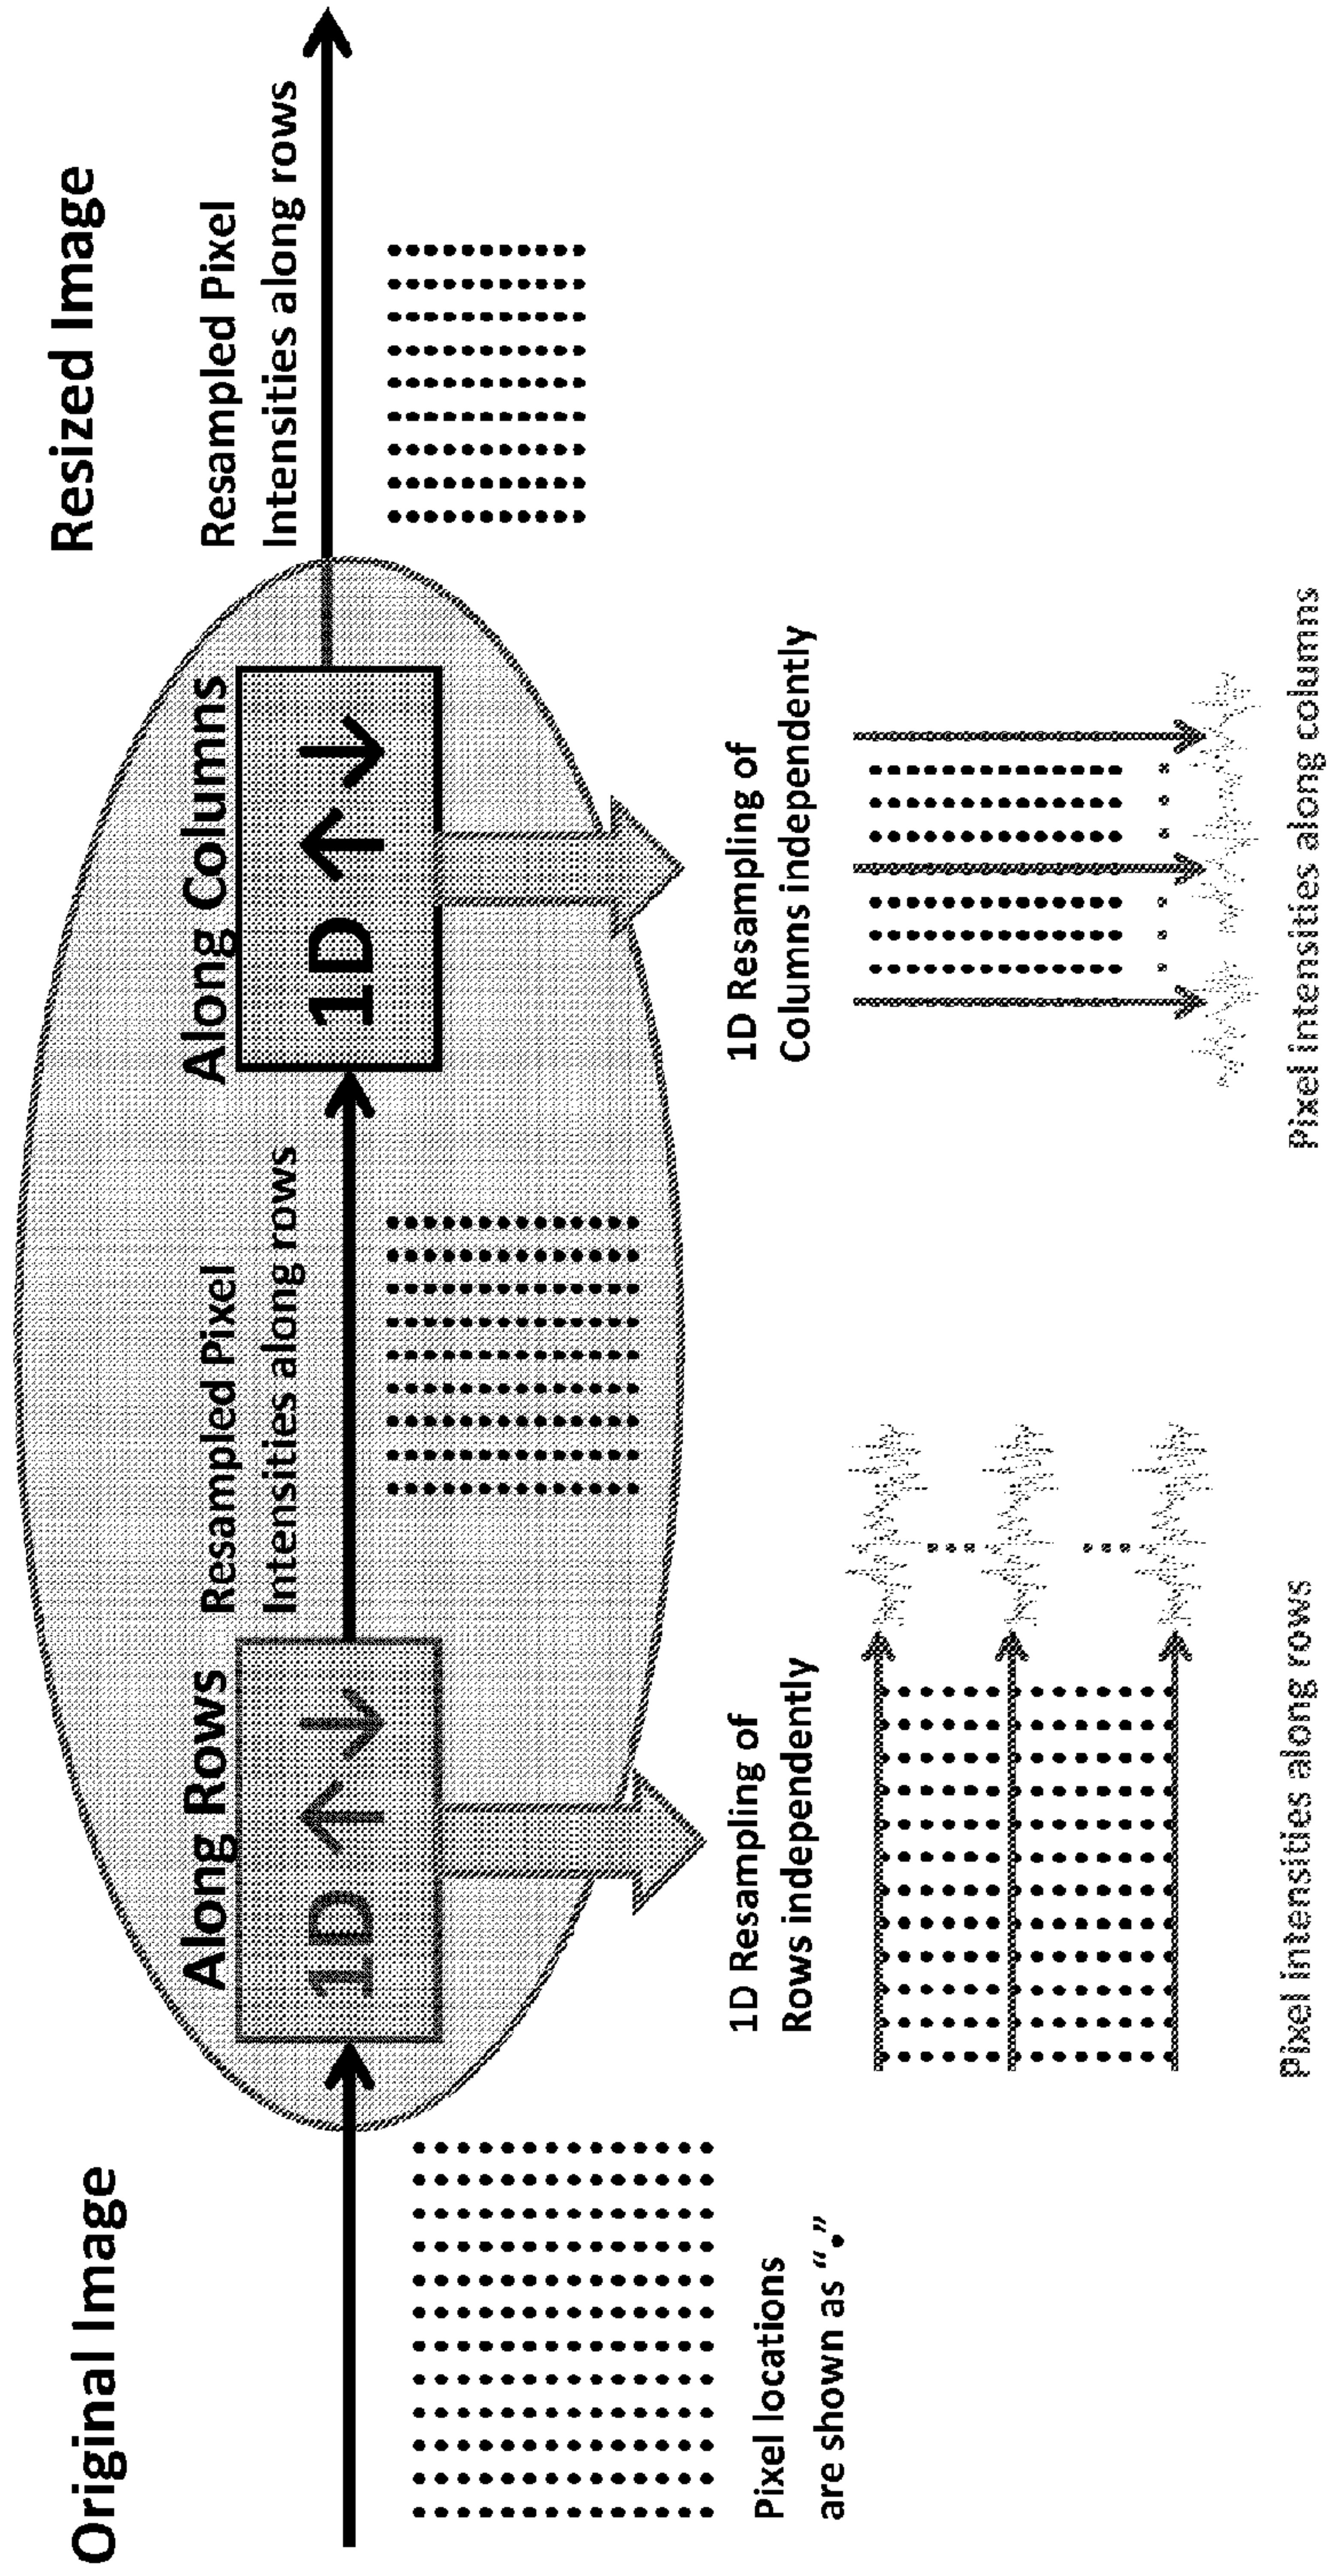 Original Image
Resized Image
Along Rows
Along Columns
Resampled Pixel
Intensities along rows
Resampled Pixel
Intensities along rows
1D ↑↓
1D ↑↓
Pixel locations
are shown as “•”
1D Resampling of
Rows independently
1D Resampling of
Columns independently
Pixel intensities along rows
Pixel intensities along columns